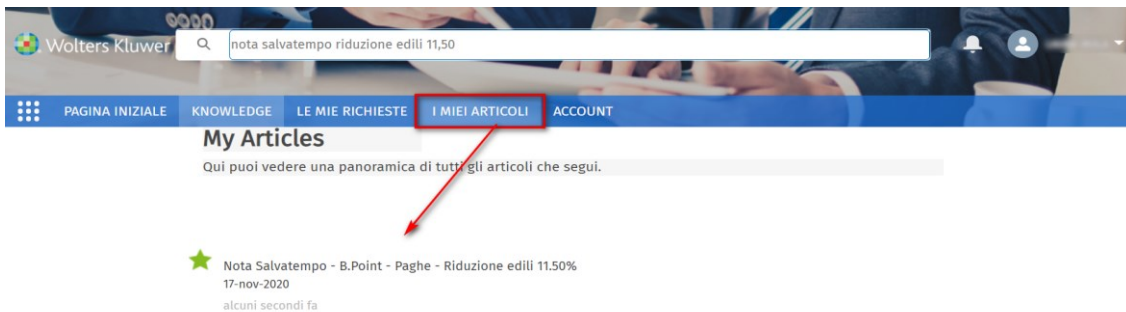 Wolters Kluwer
nota salvatempo riduzione edili 11,50
PAGINA INIZIALE KNOWLEDGE LE MIE RICHIESTE I MIEI ARTICOLI ACCOUNT
My Articles
Qui puoi vedere una panoramica di tutti gli articoli che segui.
Nota Salvatempo - B.Point - Paghe - Riduzione edili 11.50%
17-nov-2020
alcuni secondi fa